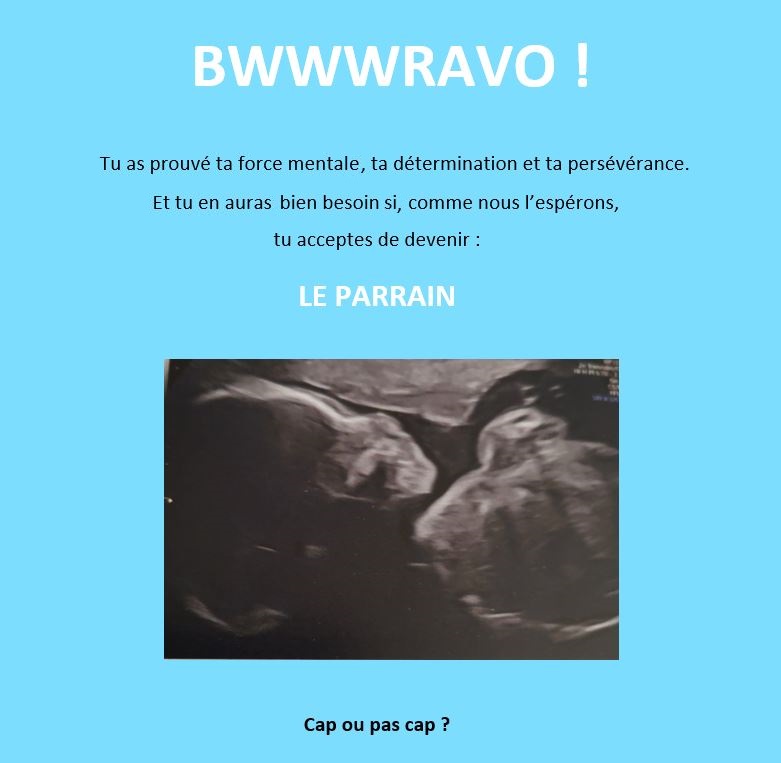 BWWWRAVO !
Tu as prouvé ta force mentale, ta détermination et ta persévérance.
Et tu en auras bien besoin si, comme nous l’espérons,
tu acceptes de devenir :
LE PARRAIN
Cap ou pas cap ?